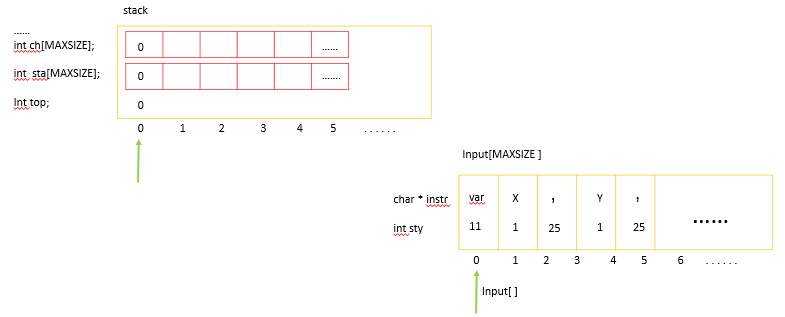 stack
......
int ch[MAXSIZE]; 0 ......
int sta[MAXSIZE]; 0 .......
Int top; 0
0 1 2 3 4 5 ......
Input[MAXSIZE ]
char * instr var X , Y , ......
int sty 11 1 25 1 25
0 1 2 3 4 5 6 ......
Input[ ]